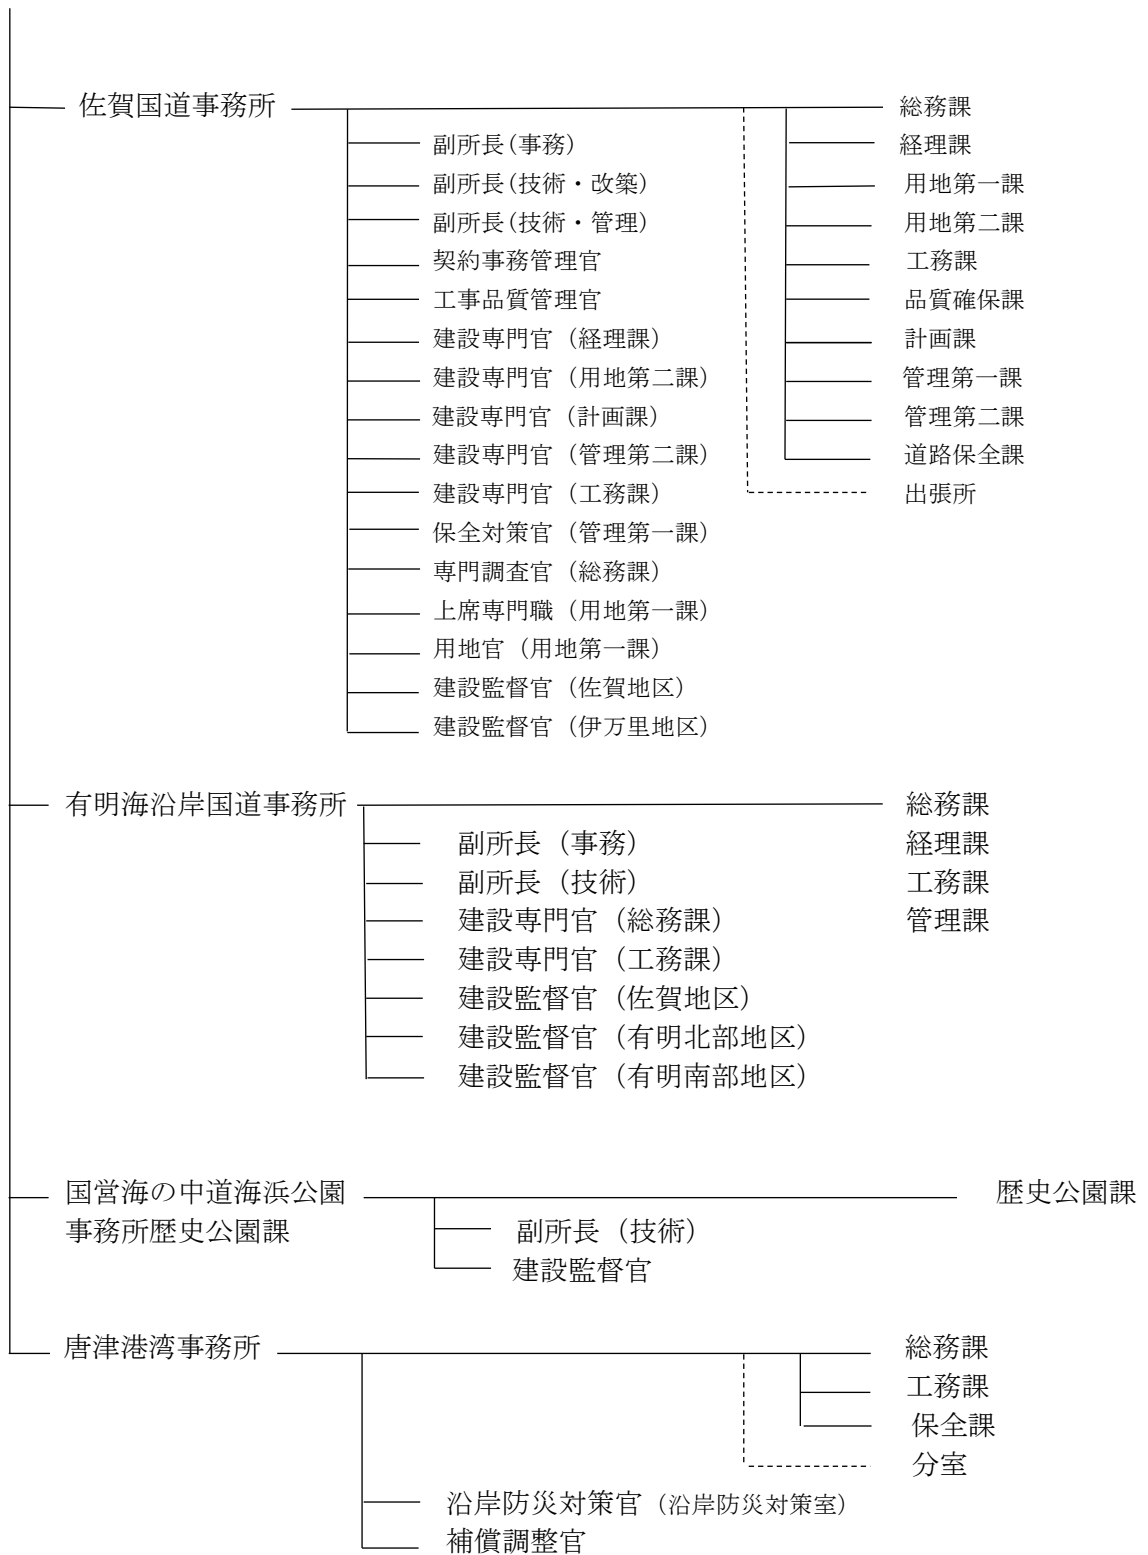 佐賀国道事務所 総務課
副所長(事務) 経理課
副所長(技術・改築) 用地第一課
副所長(技術・管理) 用地第二課
契約事務管理官 工務課
工事品質管理官 品質確保課
建設専門官（経理課） 計画課
建設専門官（用地第二課） 管理第一課
建設専門官（計画課） 管理第二課
建設専門官（管理第二課） 道路保全課
建設専門官（工務課） 出張所
保全対策官（管理第一課）
専門調査官（総務課）
上席専門職（用地第一課）
用地官（用地第一課）
建設監督官（佐賀地区）
建設監督官（伊万里地区）
有明海沿岸国道事務所 総務課
副所長（事務） 経理課
副所長（技術） 工務課
建設専門官（総務課） 管理課
建設専門官（工務課）
建設監督官（佐賀地区）
建設監督官（有明北部地区）
建設監督官（有明南部地区）
国営海の中道海浜公園 歴史公園課
事務所歴史公園課 副所長（技術）
建設監督官
唐津港湾事務所 総務課
工務課
保全課
分室
沿岸防災対策官（沿岸防災対策室）
補償調整官